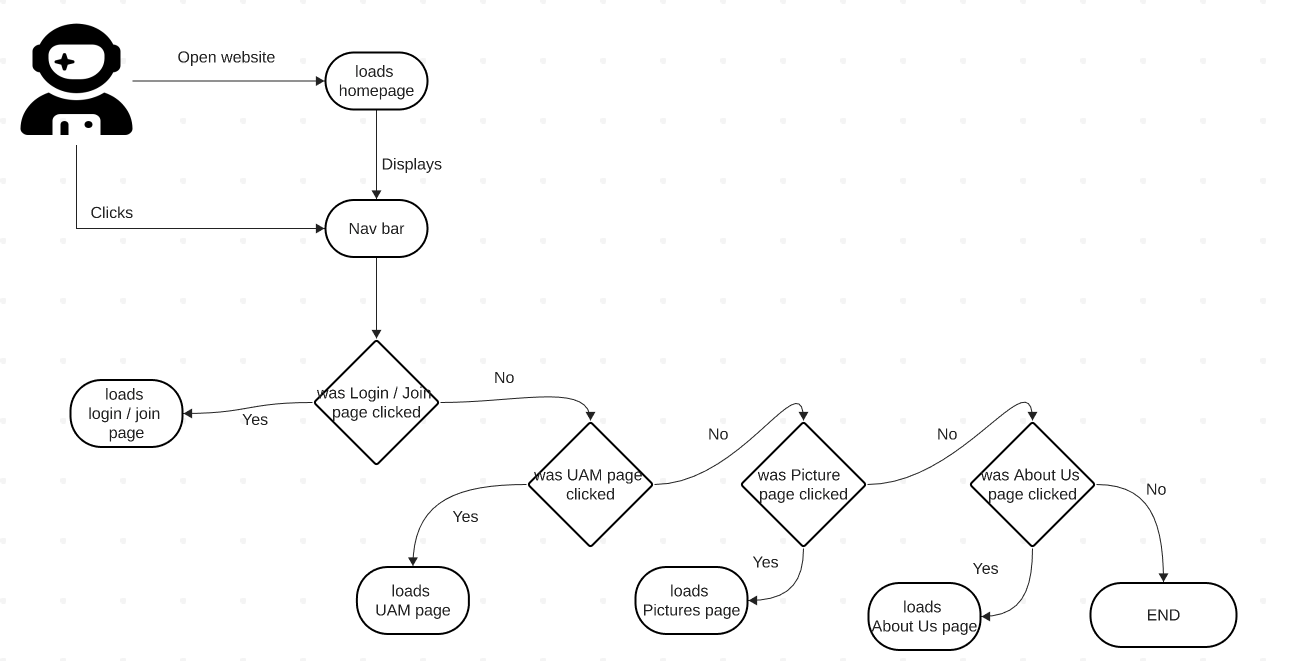 Open website
loads
homepage
Displays
Clicks
Nav bar
was Login / Join
page clicked
No
Yes
loads
login / join
page
was UAM page
clicked
No
Yes
loads
UAM page
was Picture
page clicked
No
Yes
loads
Pictures page
was About Us
page clicked
No
Yes
loads
About Us page
END